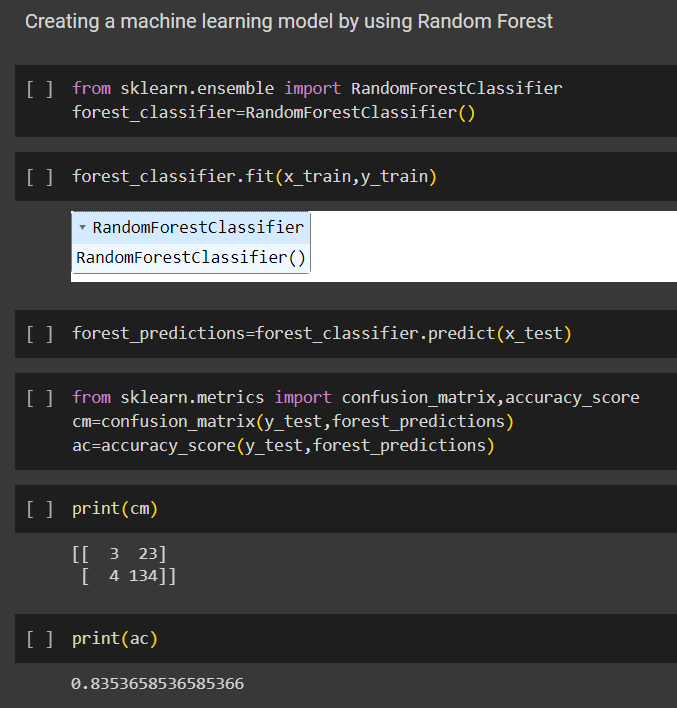 Creating a machine learning model by using Random Forest
[ ] from sklearn.ensemble import RandomForestClassifier
forest_classifier=RandomForestClassifier()
[ ] forest_classifier.fit(x_train,y_train)
▾ RandomForestClassifier
RandomForestClassifier()
[ ] forest_predictions=forest_classifier.predict(x_test)
[ ] from sklearn.metrics import confusion_matrix,accuracy_score
cm=confusion_matrix(y_test,forest_predictions)
ac=accuracy_score(y_test,forest_predictions)
[ ] print(cm)
[[  3  23]
 [  4 134]]
[ ] print(ac)
0.8353658536585366